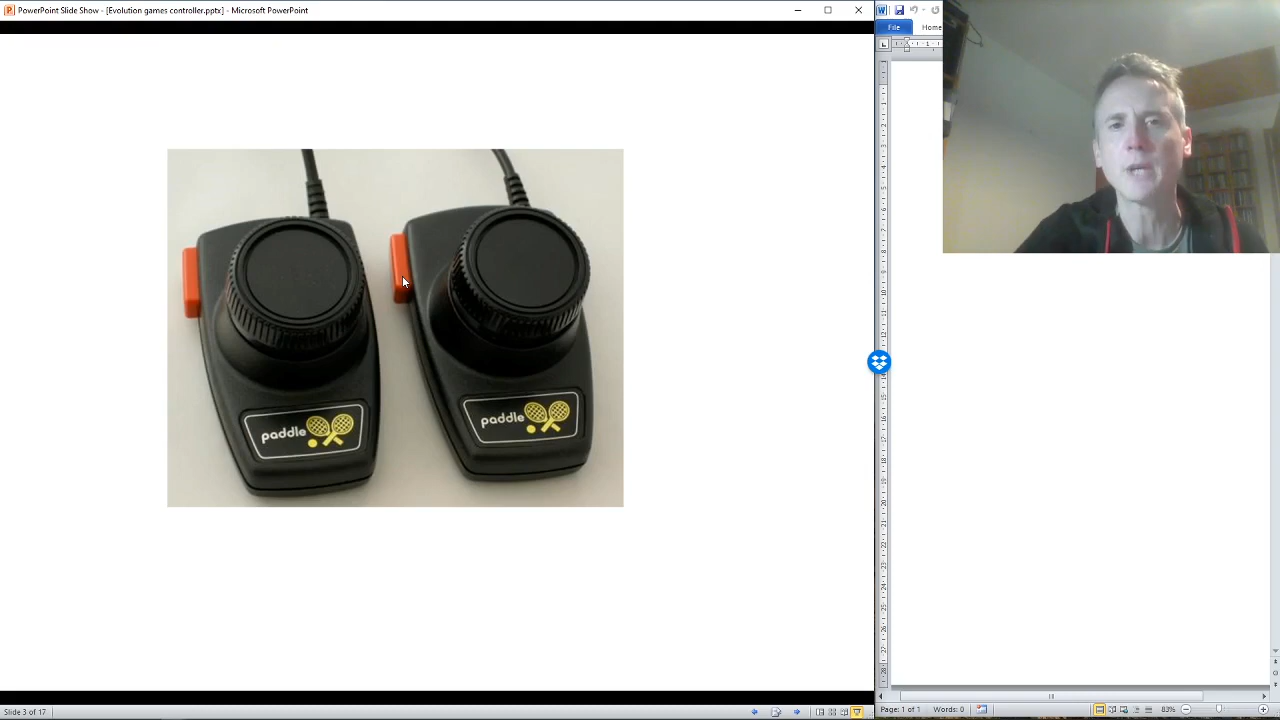 PowerPoint Slide Show - [Evolution games controller.pptx] - Microsoft PowerPoint
File
Home
paddle
paddle
Slide 3 of 17
Page: 1 of 1
Words: 0
83%